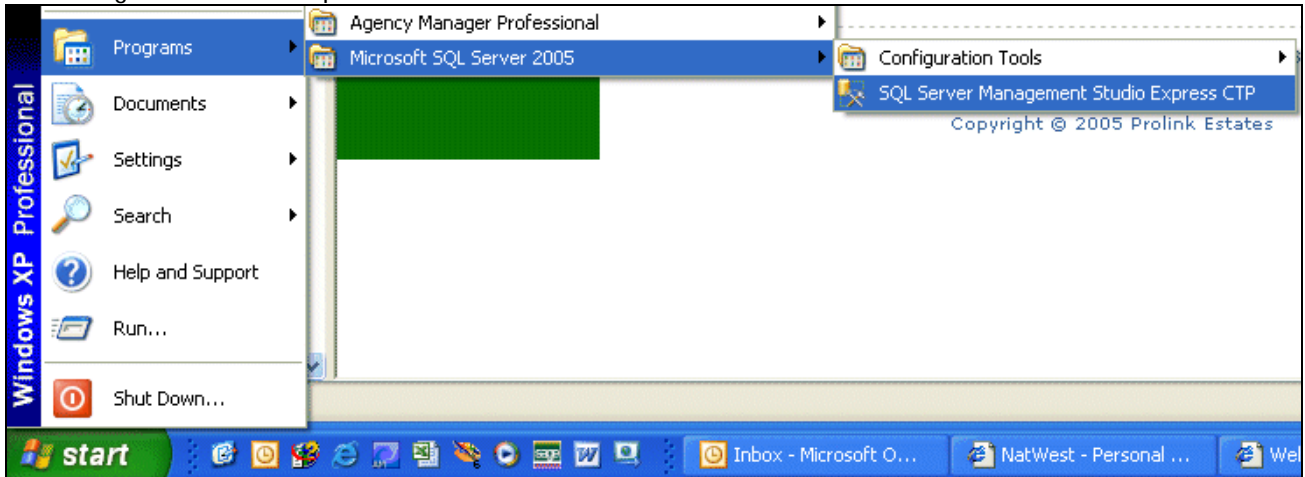 Agency Manager Professional
Programs
Microsoft SQL Server 2005
Configuration Tools
Documents
SQL Server Management Studio Express CTP
Copyright © 2005 Prolink Estates
Settings
Search
Help and Support
Run...
Shut Down...
Windows XP Professional
start
Inbox - Microsoft O...
NatWest - Personal ...
Wel